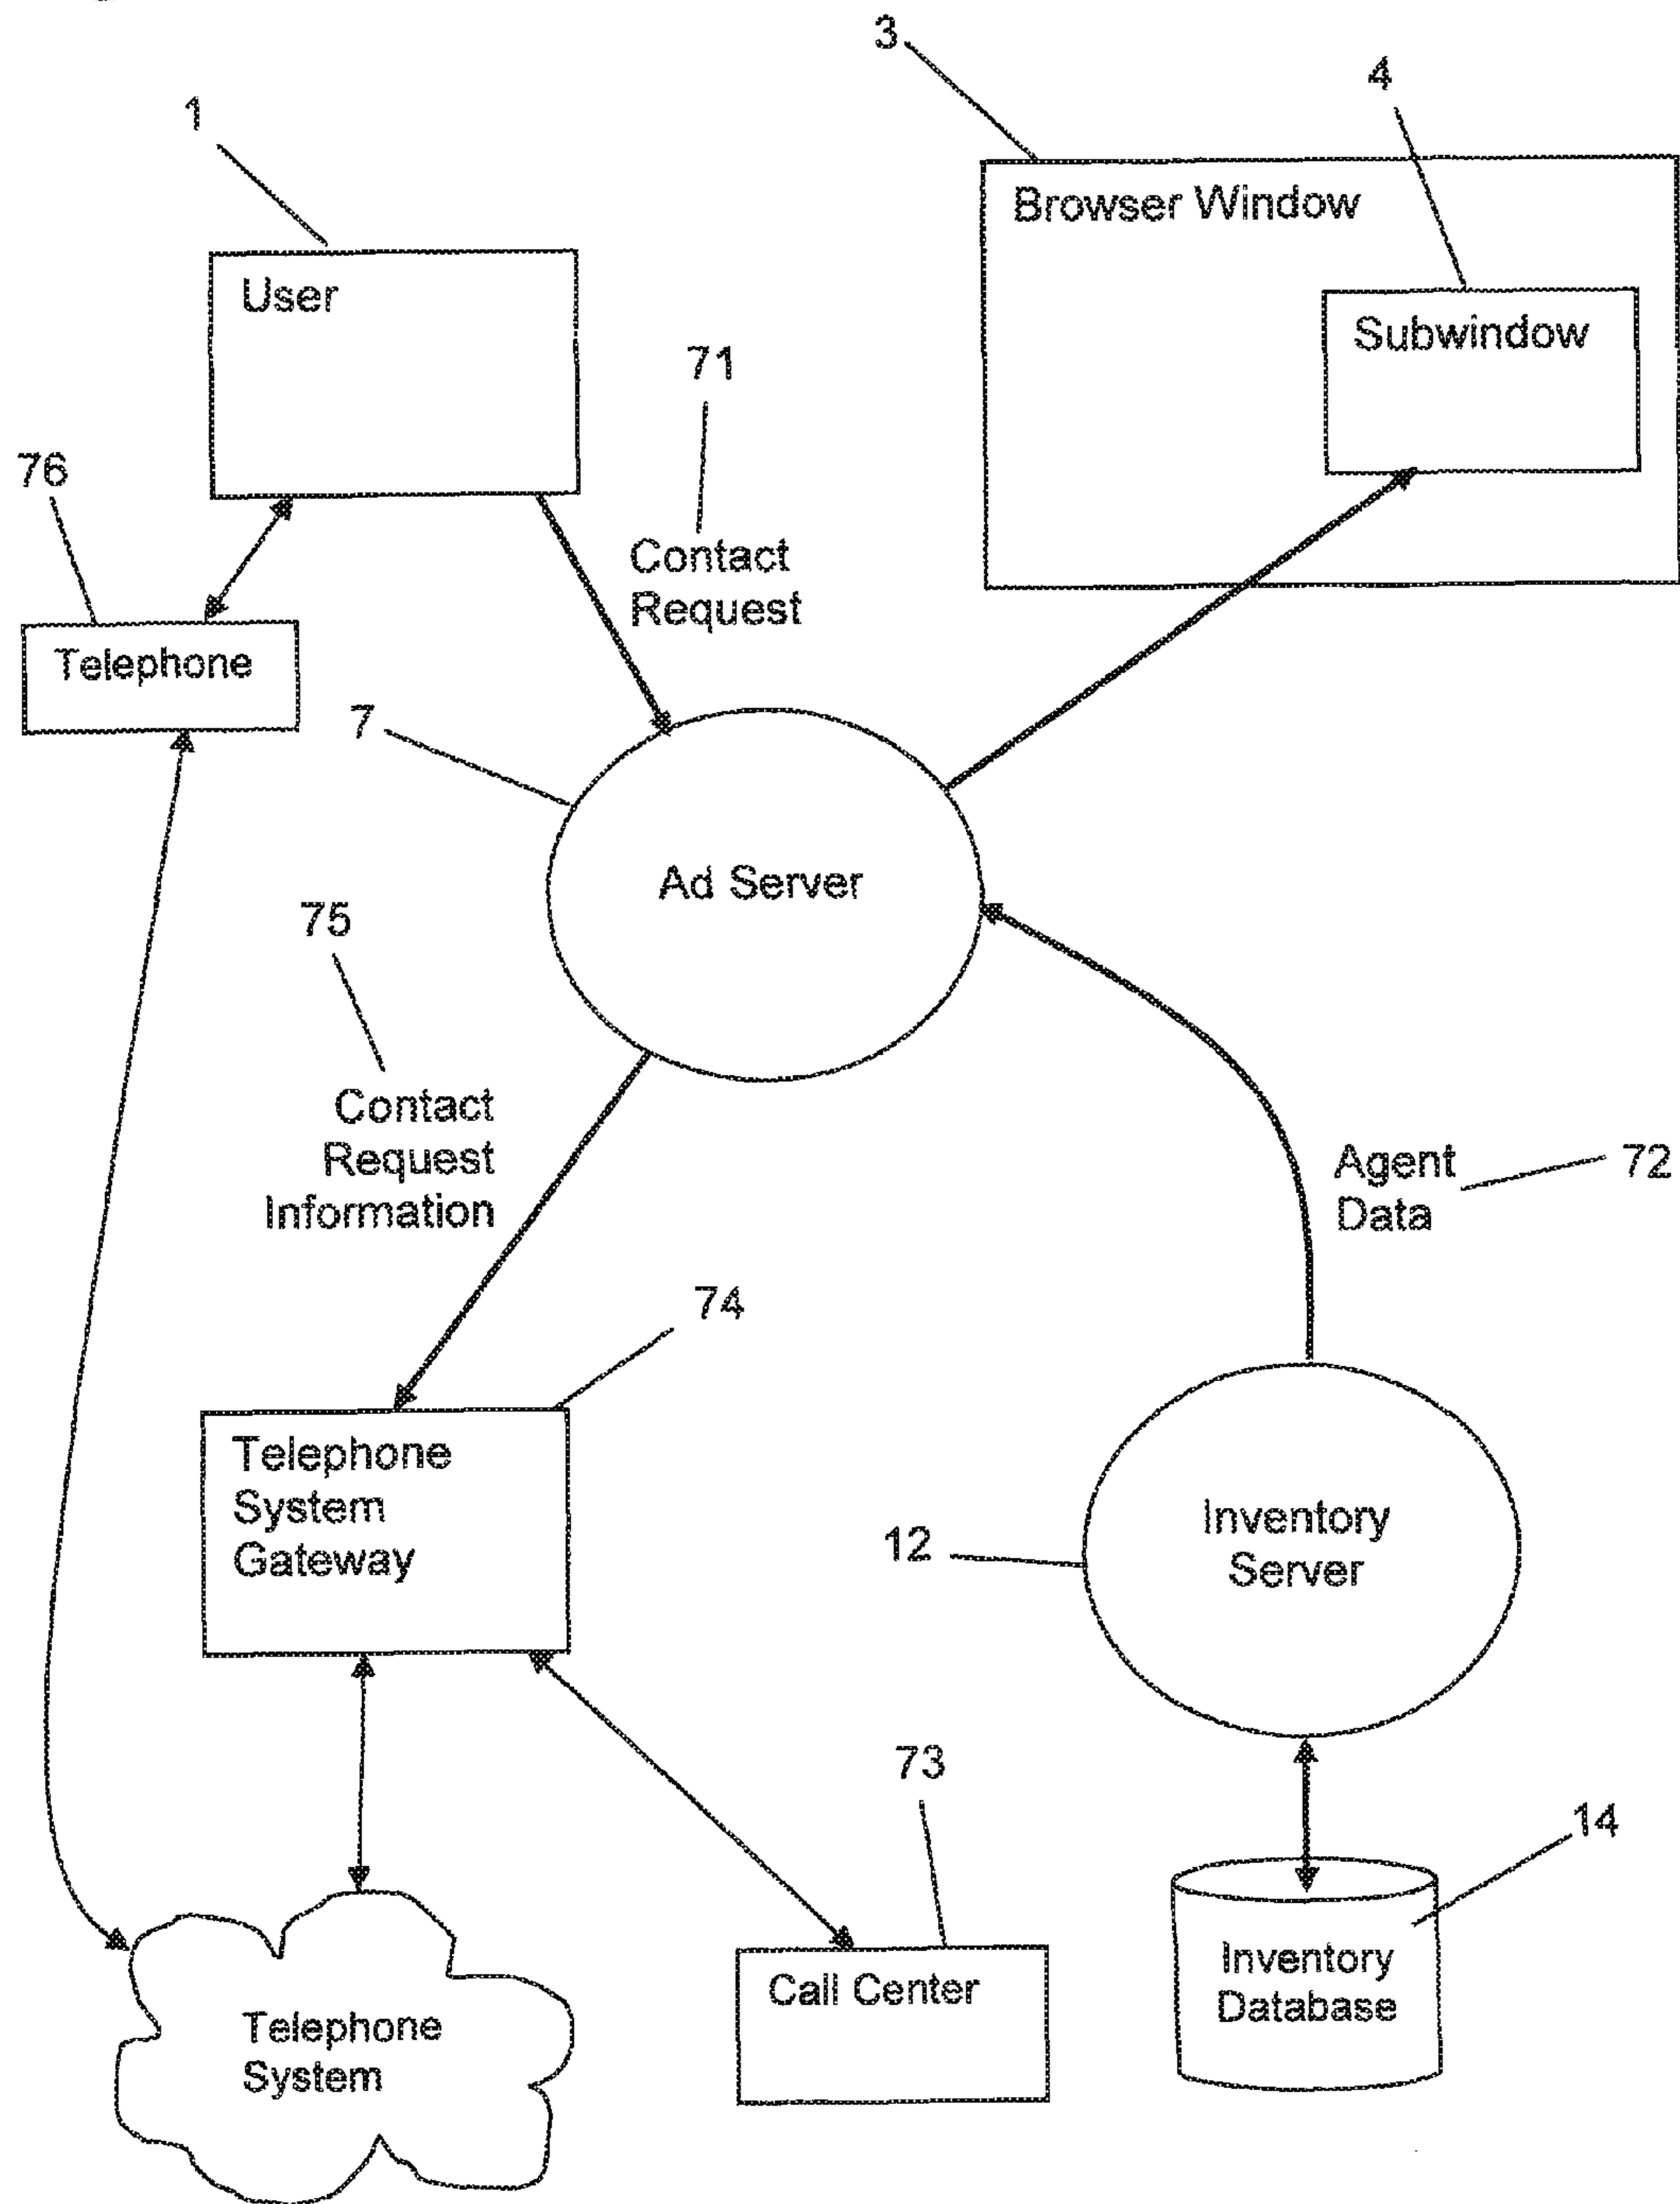 3
4
1
Browser Window
User
Subwindow
71
76
Contact
Request
Telephone
7
Ad Server
75
Contact
Request
Information
Agent
Data
72
74
Telephone
System
Gateway
12
Inventory
Server
73
14
Call Center
Inventory
Database
Telephone
System